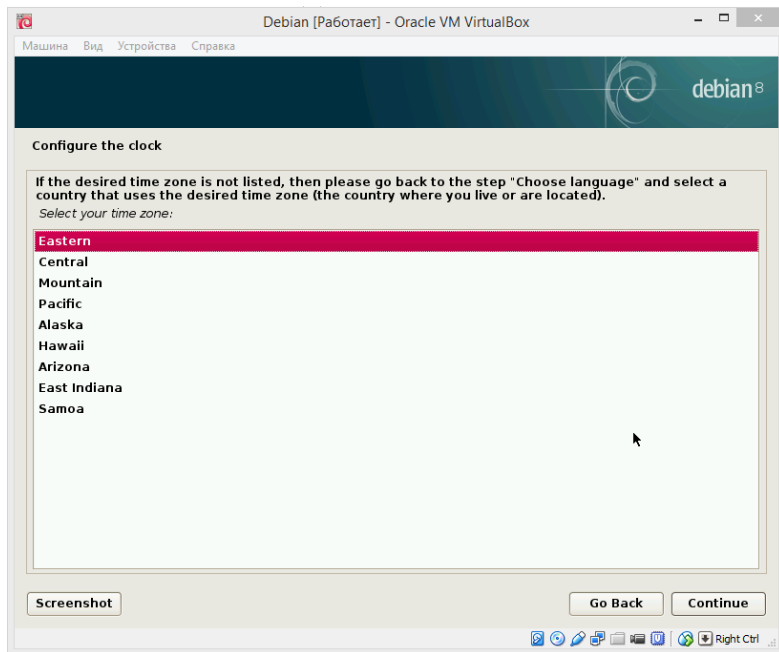 Debian [Работает] - Oracle VM VirtualBox
Машина Вид Устройства Справка
debian 8
Configure the clock
If the desired time zone is not listed, then please go back to the step "Choose language" and select a
country that uses the desired time zone (the country where you live or are located).
Select your time zone:
Eastern
Central
Mountain
Pacific
Alaska
Hawaii
Arizona
East Indiana
Samoa
Screenshot Go Back Continue
Right Ctrl